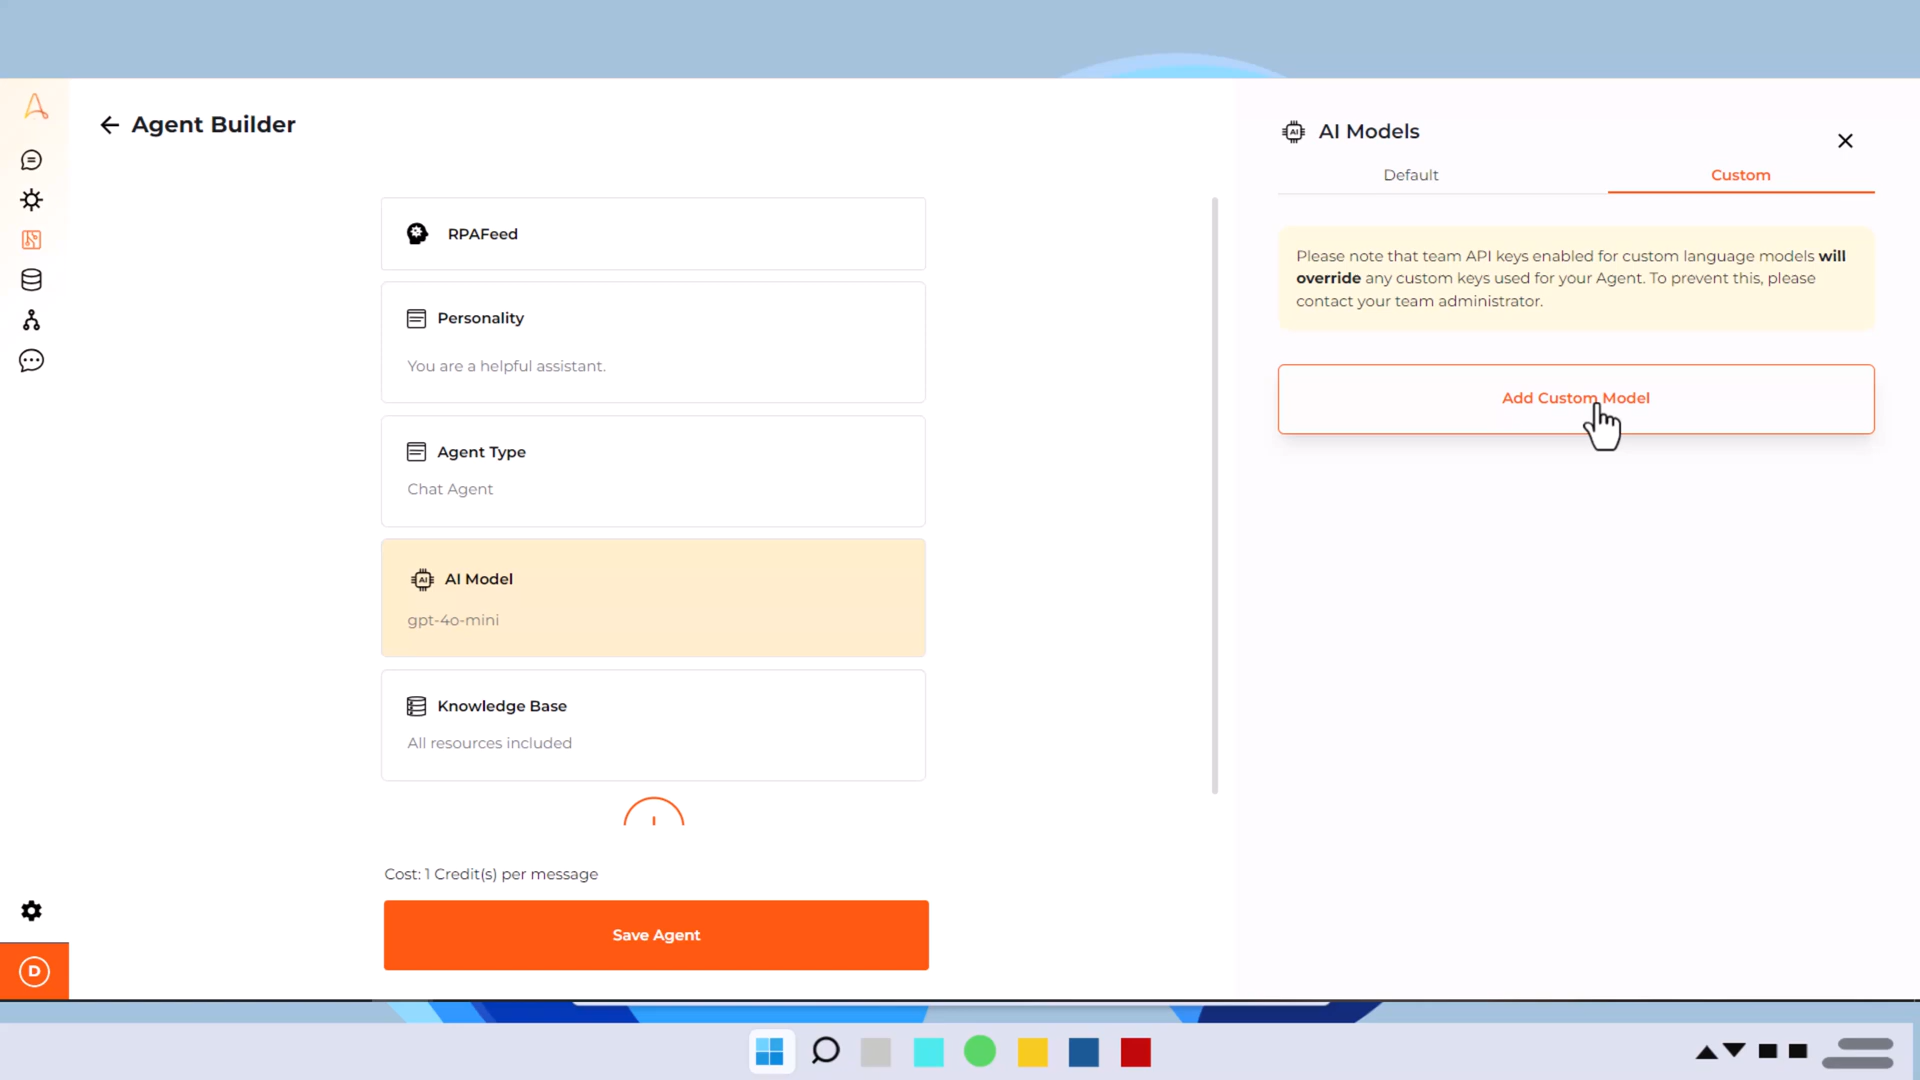 Agent Builder
RPAFeed
Personality
You are a helpful assistant.
Agent Type
Chat Agent
AI Model
gpt-4o-mini
Knowledge Base
All resources included
Cost: 1 Credit(s) per message
Save Agent
D
AI Models
Default
Custom
Please note that team API keys enabled for custom language models will
override any custom keys used for your Agent. To prevent this, please
contact your team administrator.
Add Custom Model